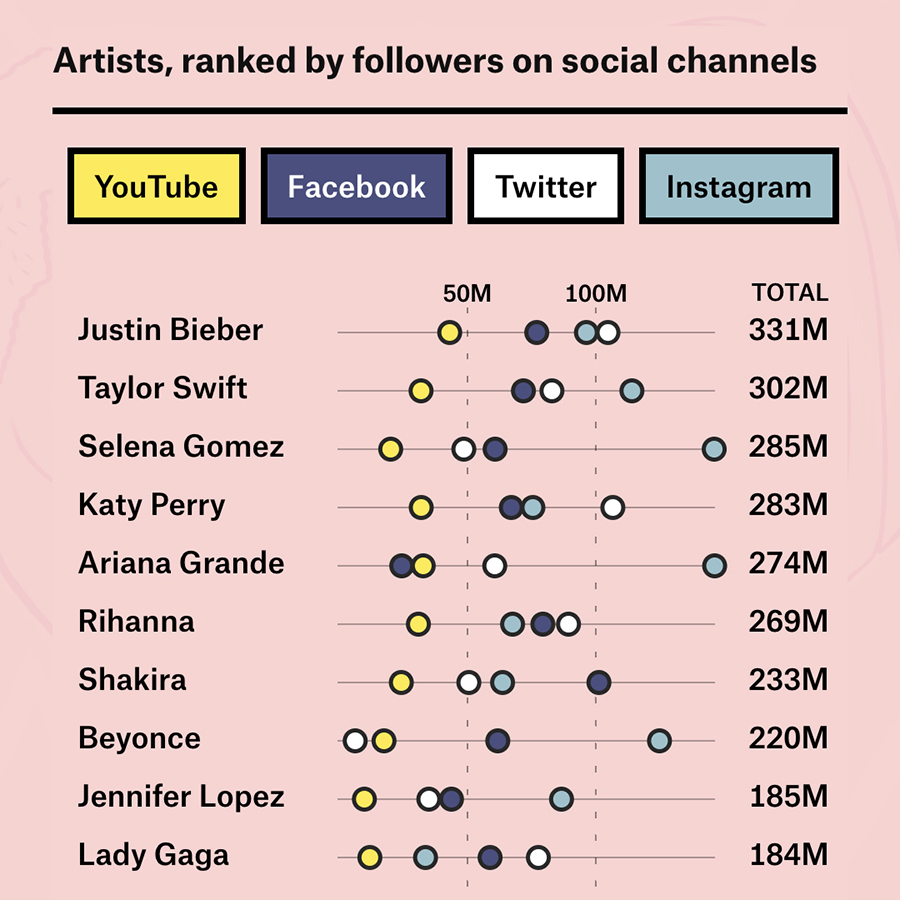 Artists, ranked by followers on social channels
YouTube Facebook Twitter Instagram
50M 100M TOTAL
Justin Bieber 331M
Taylor Swift 302M
Selena Gomez 285M
Katy Perry 283M
Ariana Grande 274M
Rihanna 269M
Shakira 233M
Beyonce 220M
Jennifer Lopez 185M
Lady Gaga 184M